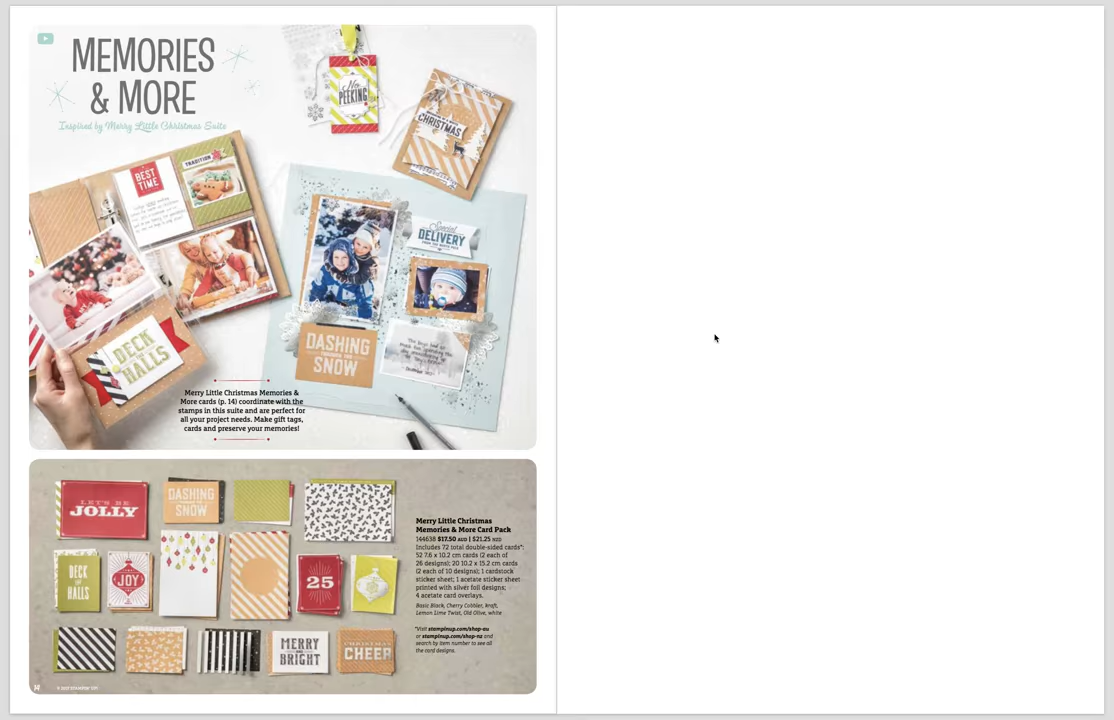 MEMORIES
& MORE
Inspired by Merry Little Christmas Suite
No
PEEKING
CHRISTMAS
BEST
TIME
TRADITION
Special
DELIVERY
DECK
THE
HALLS
DASHING
THROUGH THE
SNOW
Merry Little Christmas Memories &
More cards (p. 14) coordinate with the
stamps in this suite and are perfect for
all your project needs. Make gift tags,
cards and preserve your memories!
LET'S BE
JOLLY
DASHING
THROUGH THE
SNOW
DECK
THE
HALLS
JOY
25
MERRY
AND
BRIGHT
CHRISTMAS
CHEER
Merry Little Christmas
Memories & More Card Pack
144638 $17.50 AUD | $21.25 NZD
Includes 72 total double-sided cards*:
52 7.6 x 10.2 cm cards (2 each of
26 designs); 20 10.2 x 15.2 cm cards
(2 each of 10 designs); 1 cardstock
sticker sheet; 1 acetate sticker sheet
printed with silver foil designs;
4 acetate card overlays.
Basic Black, Cherry Cobbler, kraft,
Lemon Lime Twist, Old Olive, white
*Visit stampinup.com/shop-au
or stampinup.com/shop-nz and
search by item number to see all
the card designs.
14